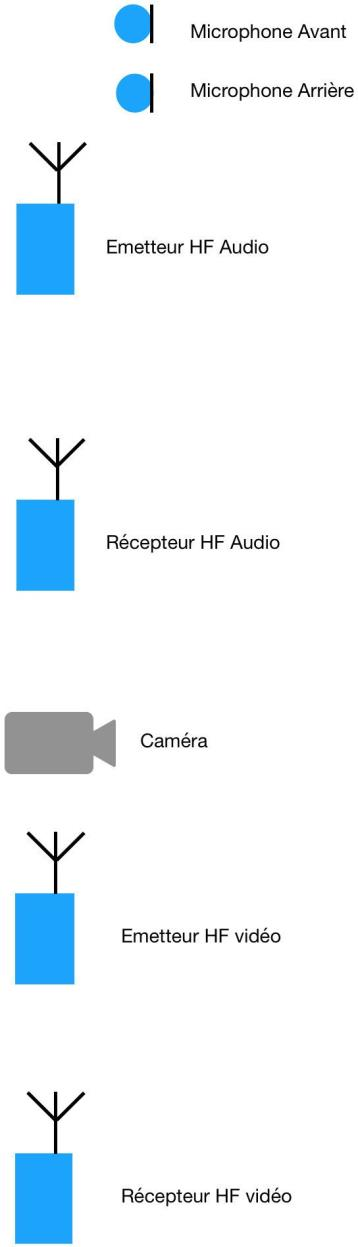 Microphone Avant
Microphone Arrière
Emetteur HF Audio
Récepteur HF Audio
Caméra
Emetteur HF vidéo
Récepteur HF vidéo